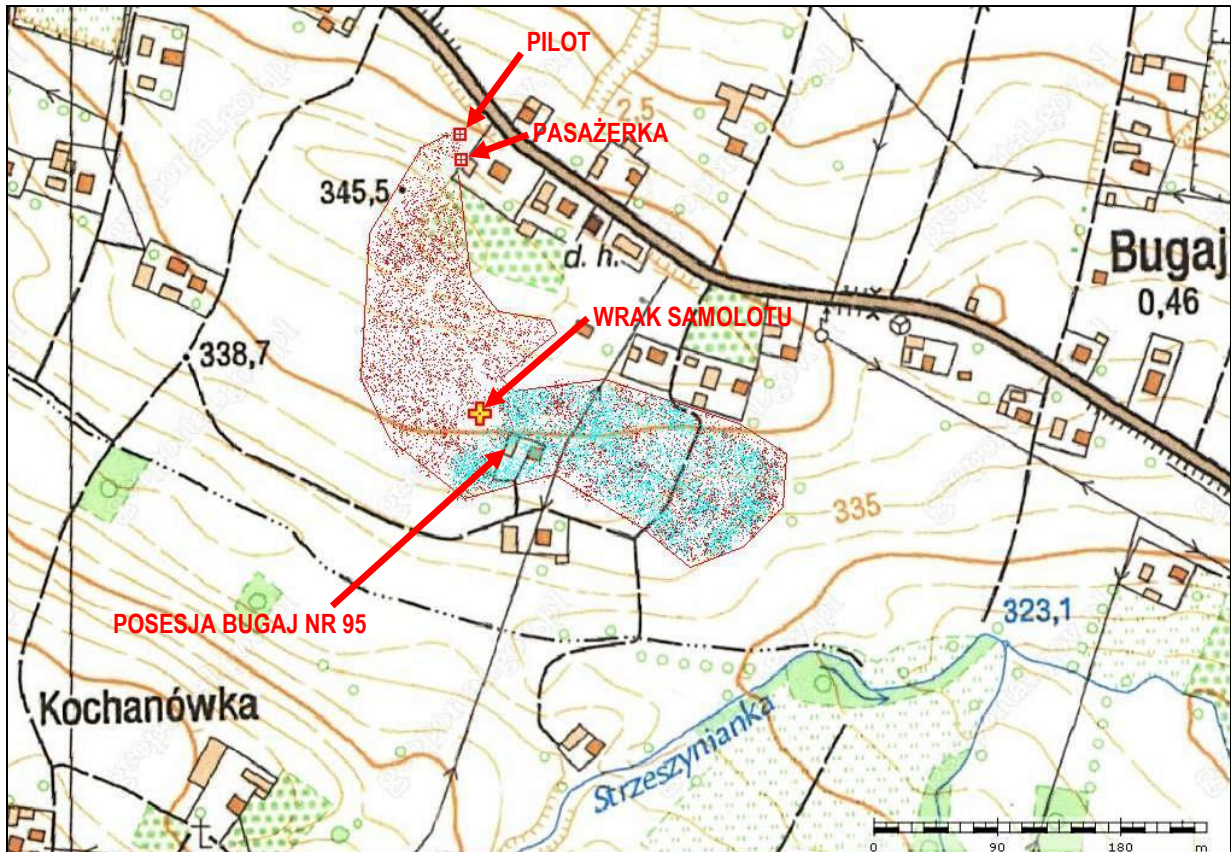 PILOT
2,5
PASAŻERKA
345,5
d. h.
Bugaj
0,46
WRAK SAMOLOTU
338,7
335
POSESJA BUGAJ NR 95
323,1
Kochanówka
Strzeszynianka
0 90 180 m